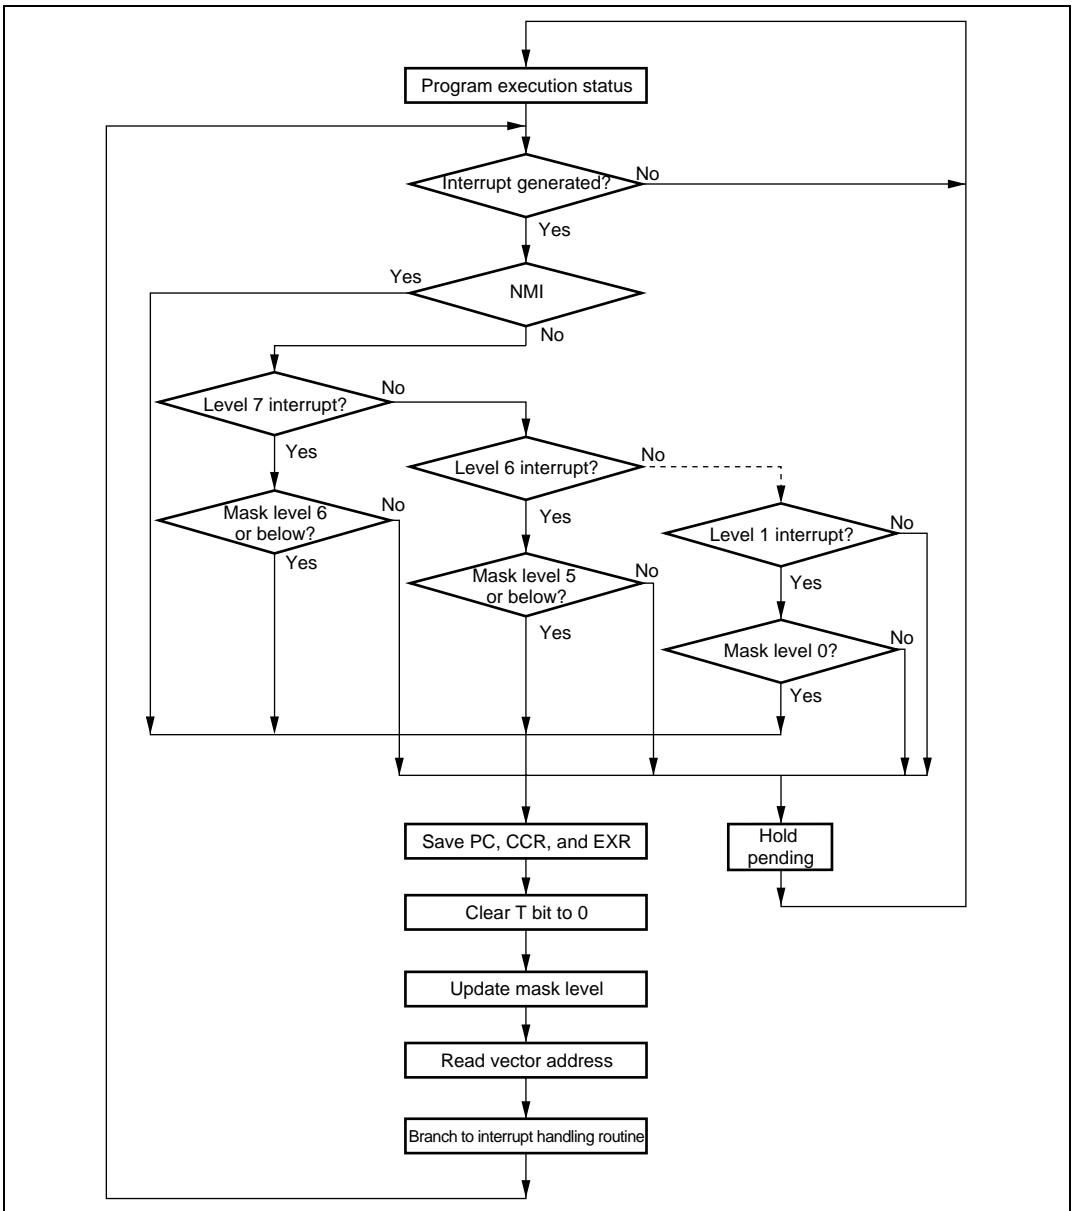 Program execution status
Interrupt generated?
No
Yes
Yes
NMI
No
Level 7 interrupt?
No
Yes
Level 6 interrupt?
No
Mask level 6
or below?
No
Yes
Yes
Level 1 interrupt?
No
Mask level 5
or below?
No
Yes
Yes
Mask level 0?
No
Yes
Save PC, CCR, and EXR
Hold
pending
Clear T bit to 0
Update mask level
Read vector address
Branch to interrupt handling routine